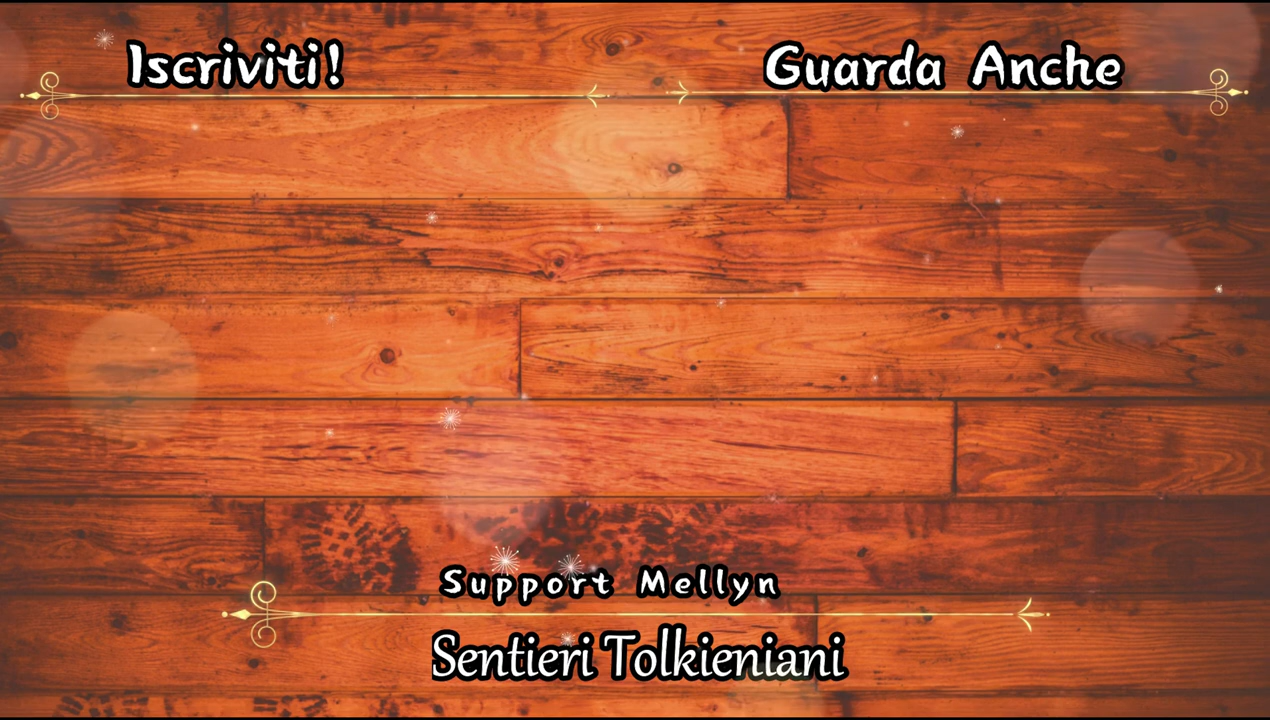 Iscriviti!
Guarda Anche
Support Mellyn
Sentieri Tolkieniani